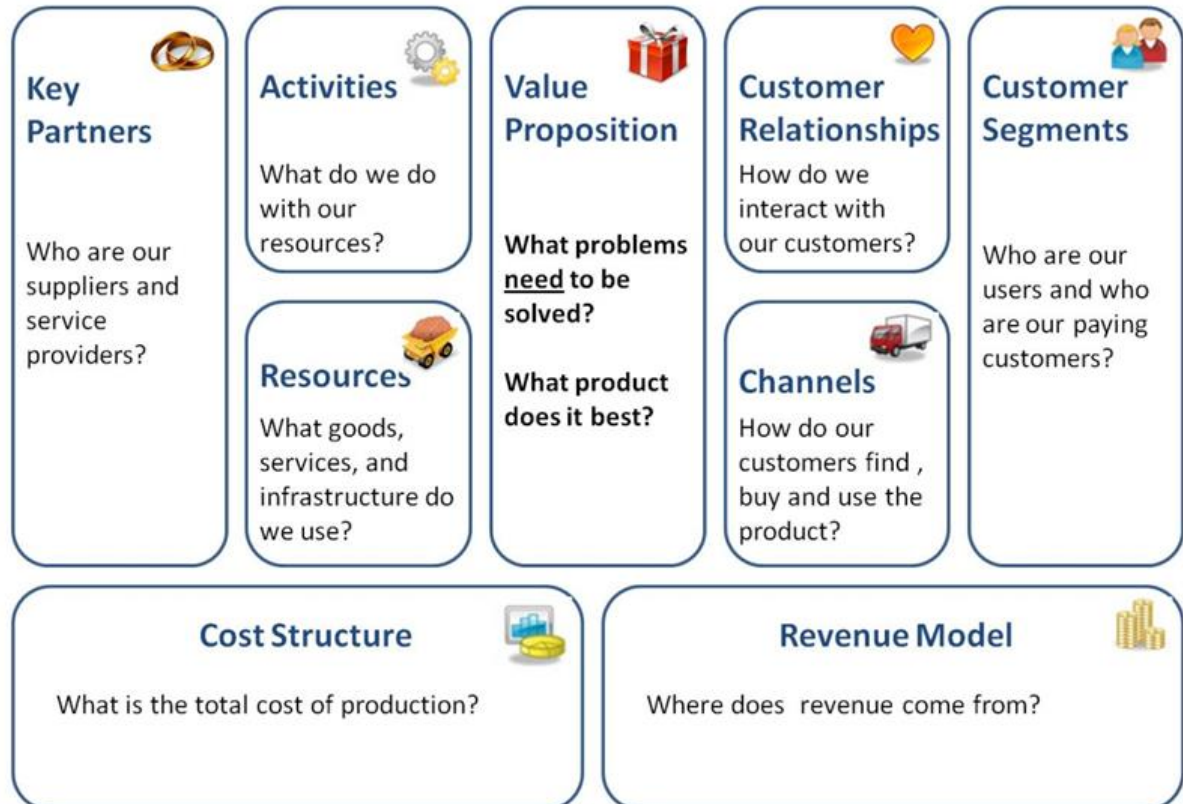 Key
Partners
Who are our
suppliers and
service
providers?
Activities
What do we do
with our
resources?
Resources
What goods,
services, and
infrastructure do
we use?
Value
Proposition
What problems
need to be
solved?
What product
does it best?
Customer
Relationships
How do we
interact with
our customers?
Channels
How do our
customers find ,
buy and use the
product?
Customer
Segments
Who are our
users and who
are our paying
customers?
Cost Structure
What is the total cost of production?
Revenue Model
Where does  revenue come from?